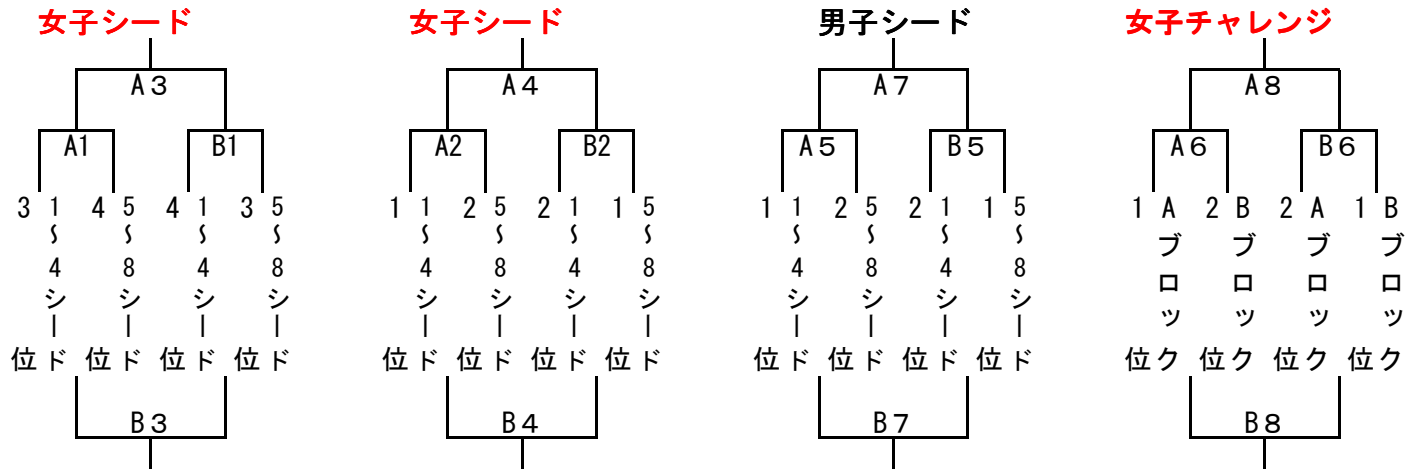 女子シード
女子シード
男子シード
女子チャレンジ
A３
A４
A７
A８
A1
B1
A2
B2
A５
B５
A６
B６
1～4シード
3位
5～8シード
4位
1～4シード
4位
5～8シード
3位
1～4シード
1位
5～8シード
2位
1～4シード
2位
5～8シード
1位
1～4シード
1位
5～8シード
2位
1～4シード
2位
5～8シード
1位
Aブロック
1位
Bブロック
2位
Aブロック
2位
Bブロック
1位
B３
B４
B７
B８